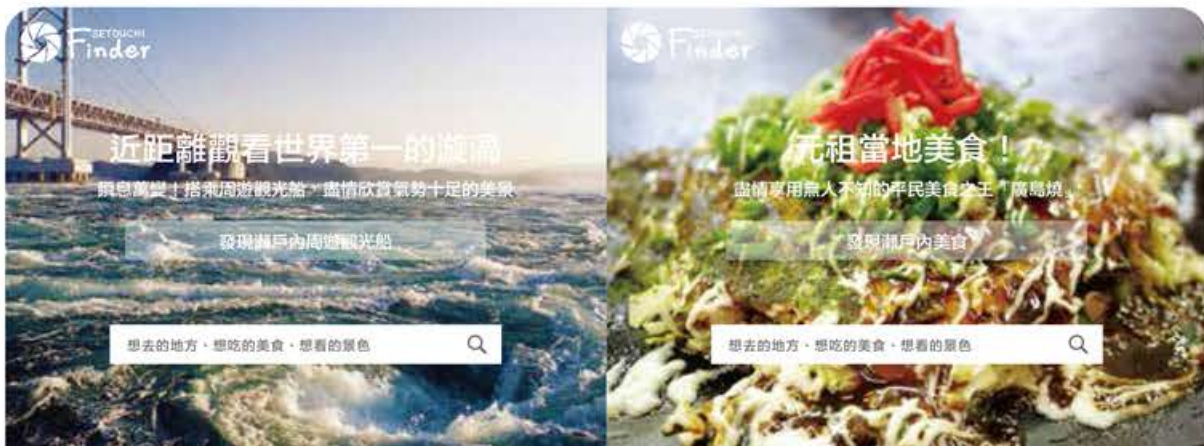 SETOUCHI
Finder
近距離觀看世界第一的漩渦
瞬息萬變!搭乘周遊觀光船,盡情欣賞氣勢十足的美景
發現瀨戶內周遊觀光船
想去的地方、想吃的美食、想看的景色
SETOUCHI
Finder
元祖當地美食!
盡情享用無人不知的平民美食之王「廣島燒」
發現瀨戶內美食
想去的地方、想吃的美食、想看的景色